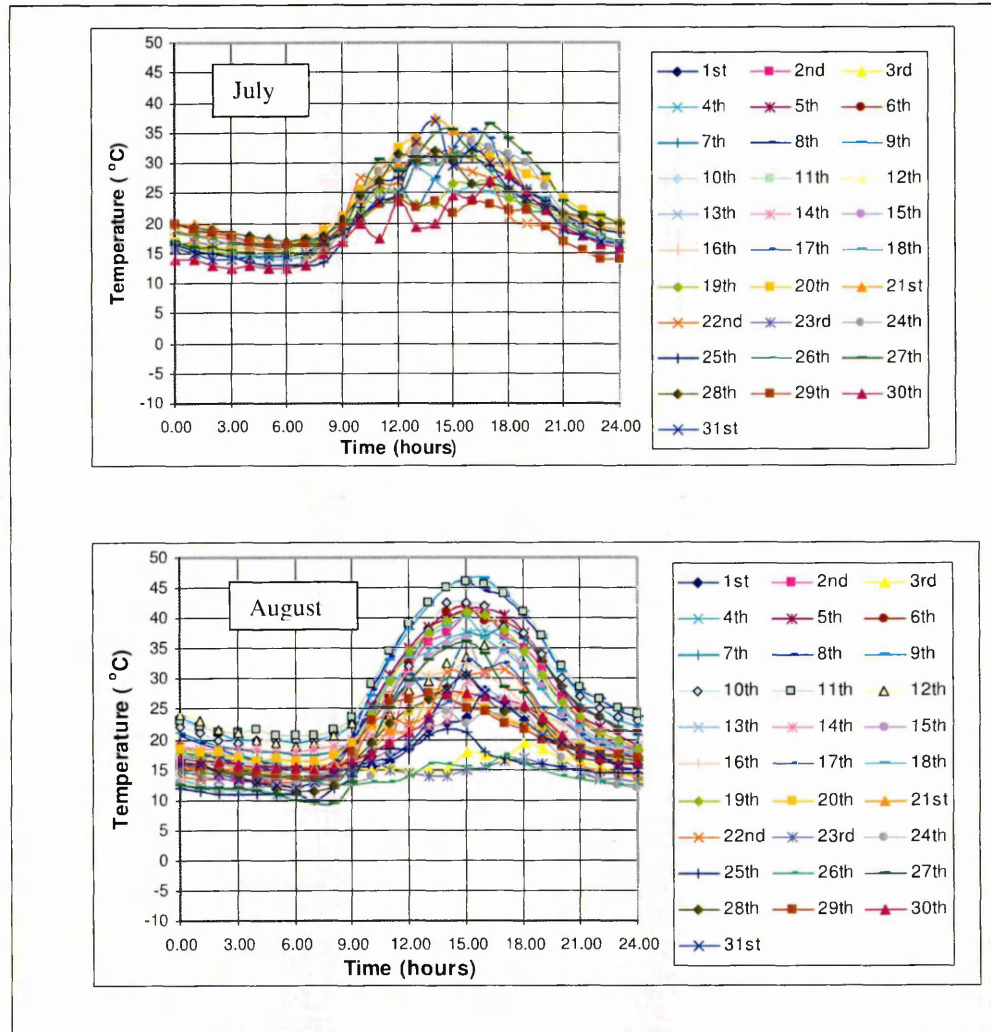 50
45
40
35
30
25
20
15
10
5
0
-5
-10
Temperature ( °C)
July
0.00 3.00 6.00 9.00 12.00 15.00 18.00 21.00 24.00
Time (hours)
1st 2nd 3rd
4th 5th 6th
7th 8th 9th
10th 11th 12th
13th 14th 15th
16th 17th 18th
19th 20th 21st
22nd 23rd 24th
25th 26th 27th
28th 29th 30th
31st
50
45
40
35
30
25
20
15
10
5
0
-5
-10
Temperature ( °C)
August
0.00 3.00 6.00 9.00 12.00 15.00 18.00 21.00 24.00
Time (hours)
1st 2nd 3rd
4th 5th 6th
7th 8th 9th
10th 11th 12th
13th 14th 15th
16th 17th 18th
19th 20th 21st
22nd 23rd 24th
25th 26th 27th
28th 29th 30th
31st